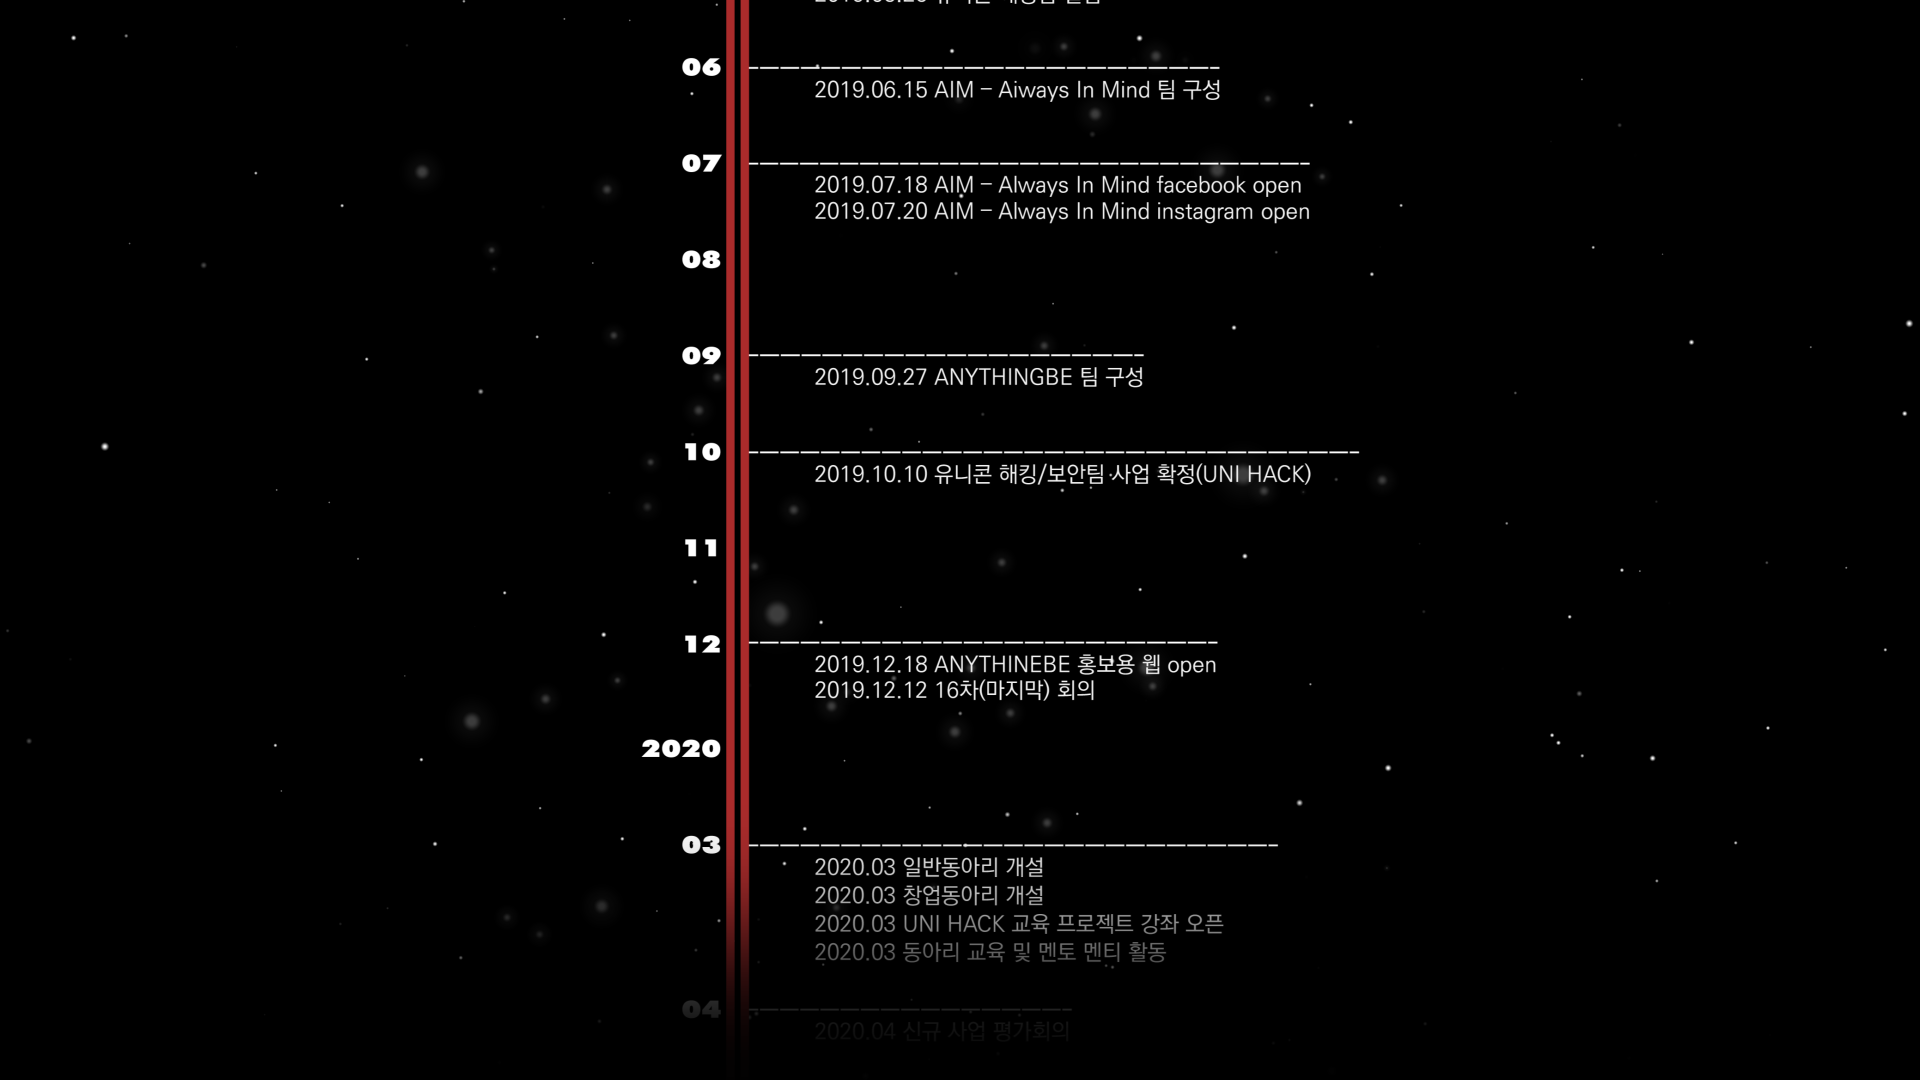 06
2019.06.15 AIM – Aiways In Mind 팀 구성
07
2019.07.18 AIM – Always In Mind facebook open
2019.07.20 AIM – Always In Mind instagram open
08
09
2019.09.27 ANYTHINGBE 팀 구성
10
2019.10.10 유니콘 해킹/보안팀 사업 확정(UNI HACK)
11
12
2019.12.18 ANYTHINEBE 홍보용 웹 open
2019.12.12 16차(마지막) 회의
2020
03
2020.03 일반동아리 개설
2020.03 창업동아리 개설
2020.03 UNI HACK 교육 프로젝트 강좌 오픈
2020.03 동아리 교육 및 멘토 멘티 활동
04
2020.04 신규 사업 평가회의